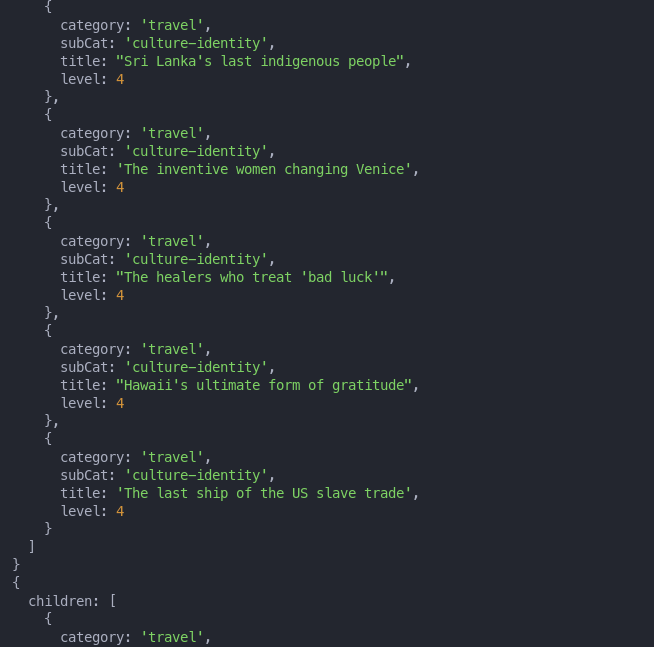 {
      category: 'travel',
      subCat: 'culture-identity',
      title: "Sri Lanka's last indigenous people",
      level: 4
    },
    {
      category: 'travel',
      subCat: 'culture-identity',
      title: 'The inventive women changing Venice',
      level: 4
    },
    {
      category: 'travel',
      subCat: 'culture-identity',
      title: "The healers who treat 'bad luck'",
      level: 4
    },
    {
      category: 'travel',
      subCat: 'culture-identity',
      title: "Hawaii's ultimate form of gratitude",
      level: 4
    },
    {
      category: 'travel',
      subCat: 'culture-identity',
      title: 'The last ship of the US slave trade',
      level: 4
    }
  ]
}
{
  children: [
    {
      category: 'travel',